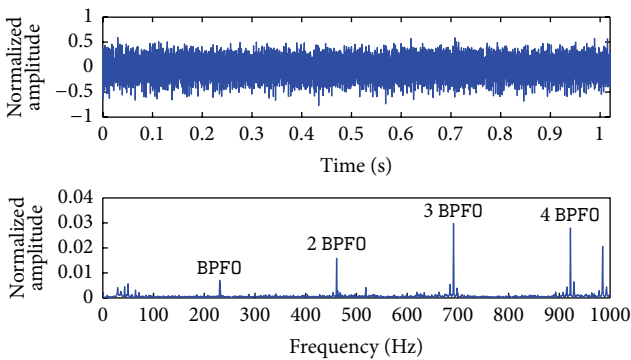 1
0.5
0
−0.5
−1
Normalized
amplitude
0 0.1 0.2 0.3 0.4 0.5 0.6 0.7 0.8 0.9 1
Time (s)
0.04
0.03
0.02
0.01
0
Normalized
amplitude
BPFO
2 BPFO
3 BPFO
4 BPFO
0 100 200 300 400 500 600 700 800 900 1000
Frequency (Hz)